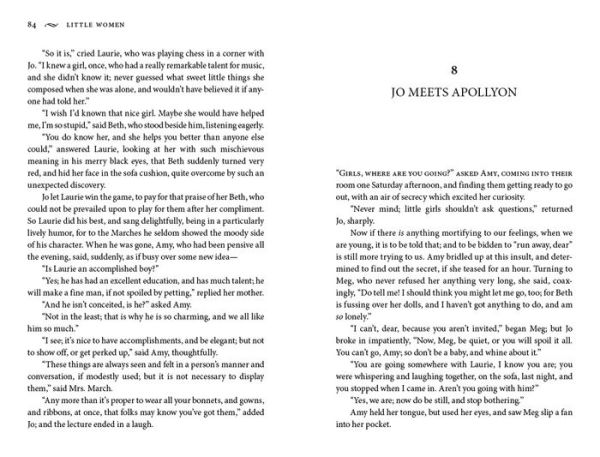 84 LITTLE WOMEN
“So it is,” cried Laurie, who was playing chess in a corner with
Jo. “I knew a girl, once, who had a really remarkable talent for music,
and she didn’t know it; never guessed what sweet little things she
composed when she was alone, and wouldn’t have believed it if any-
one had told her.”
“I wish I’d known that nice girl. Maybe she would have helped
me, I’m so stupid,” said Beth, who stood beside him, listening eagerly.
“You do know her, and she helps you better than anyone else
could,” answered Laurie, looking at her with such mischievous
meaning in his merry black eyes, that Beth suddenly turned very
red, and hid her face in the sofa cushion, quite overcome by such an
unexpected discovery.
Jo let Laurie win the game, to pay for that praise of her Beth, who
could not be prevailed upon to play for them after her compliment.
So Laurie did his best, and sang delightfully, being in a particularly
lively humor, for to the Marches he seldom showed the moody side
of his character. When he was gone, Amy, who had been pensive all
the evening, said, suddenly, as if busy over some new idea—
“Is Laurie an accomplished boy?”
“Yes; he has had an excellent education, and has much talent; he
will make a fine man, if not spoiled by petting,” replied her mother.
“And he isn’t conceited, is he?” asked Amy.
“Not in the least; that is why he is so charming, and we all like
him so much.”
“I see; it’s nice to have accomplishments, and be elegant; but not
to show off, or get perked up,” said Amy, thoughtfully.
“These things are always seen and felt in a person’s manner and
conversation, if modestly used; but it is not necessary to display
them,” said Mrs. March.
“Any more than it’s proper to wear all your bonnets, and gowns,
and ribbons, at once, that folks may know you’ve got them,” added
Jo; and the lecture ended in a laugh.
8
JO MEETS APOLLYON
“GIRLS, WHERE ARE YOU GOING?” ASKED AMY, COMING INTO THEIR
room one Saturday afternoon, and finding them getting ready to go
out, with an air of secrecy which excited her curiosity.
“Never mind; little girls shouldn’t ask questions,” returned
Jo, sharply.
Now if there is anything mortifying to our feelings, when we
are young, it is to be told that; and to be bidden to “run away, dear”
is still more trying to us. Amy bridled up at this insult, and deter-
mined to find out the secret, if she teased for an hour. Turning to
Meg, who never refused her anything very long, she said, coax-
ingly, “Do tell me! I should think you might let me go, too; for Beth
is fussing over her dolls, and I haven’t got anything to do, and am
so lonely.”
“I can’t, dear, because you aren’t invited,” began Meg; but Jo
broke in impatiently, “Now, Meg, be quiet, or you will spoil it all.
You can’t go, Amy; so don’t be a baby, and whine about it.”
“You are going somewhere with Laurie, I know you are; you
were whispering and laughing together, on the sofa, last night, and
you stopped when I came in. Aren’t you going with him?”
“Yes, we are; now do be still, and stop bothering.”
Amy held her tongue, but used her eyes, and saw Meg slip a fan
into her pocket.